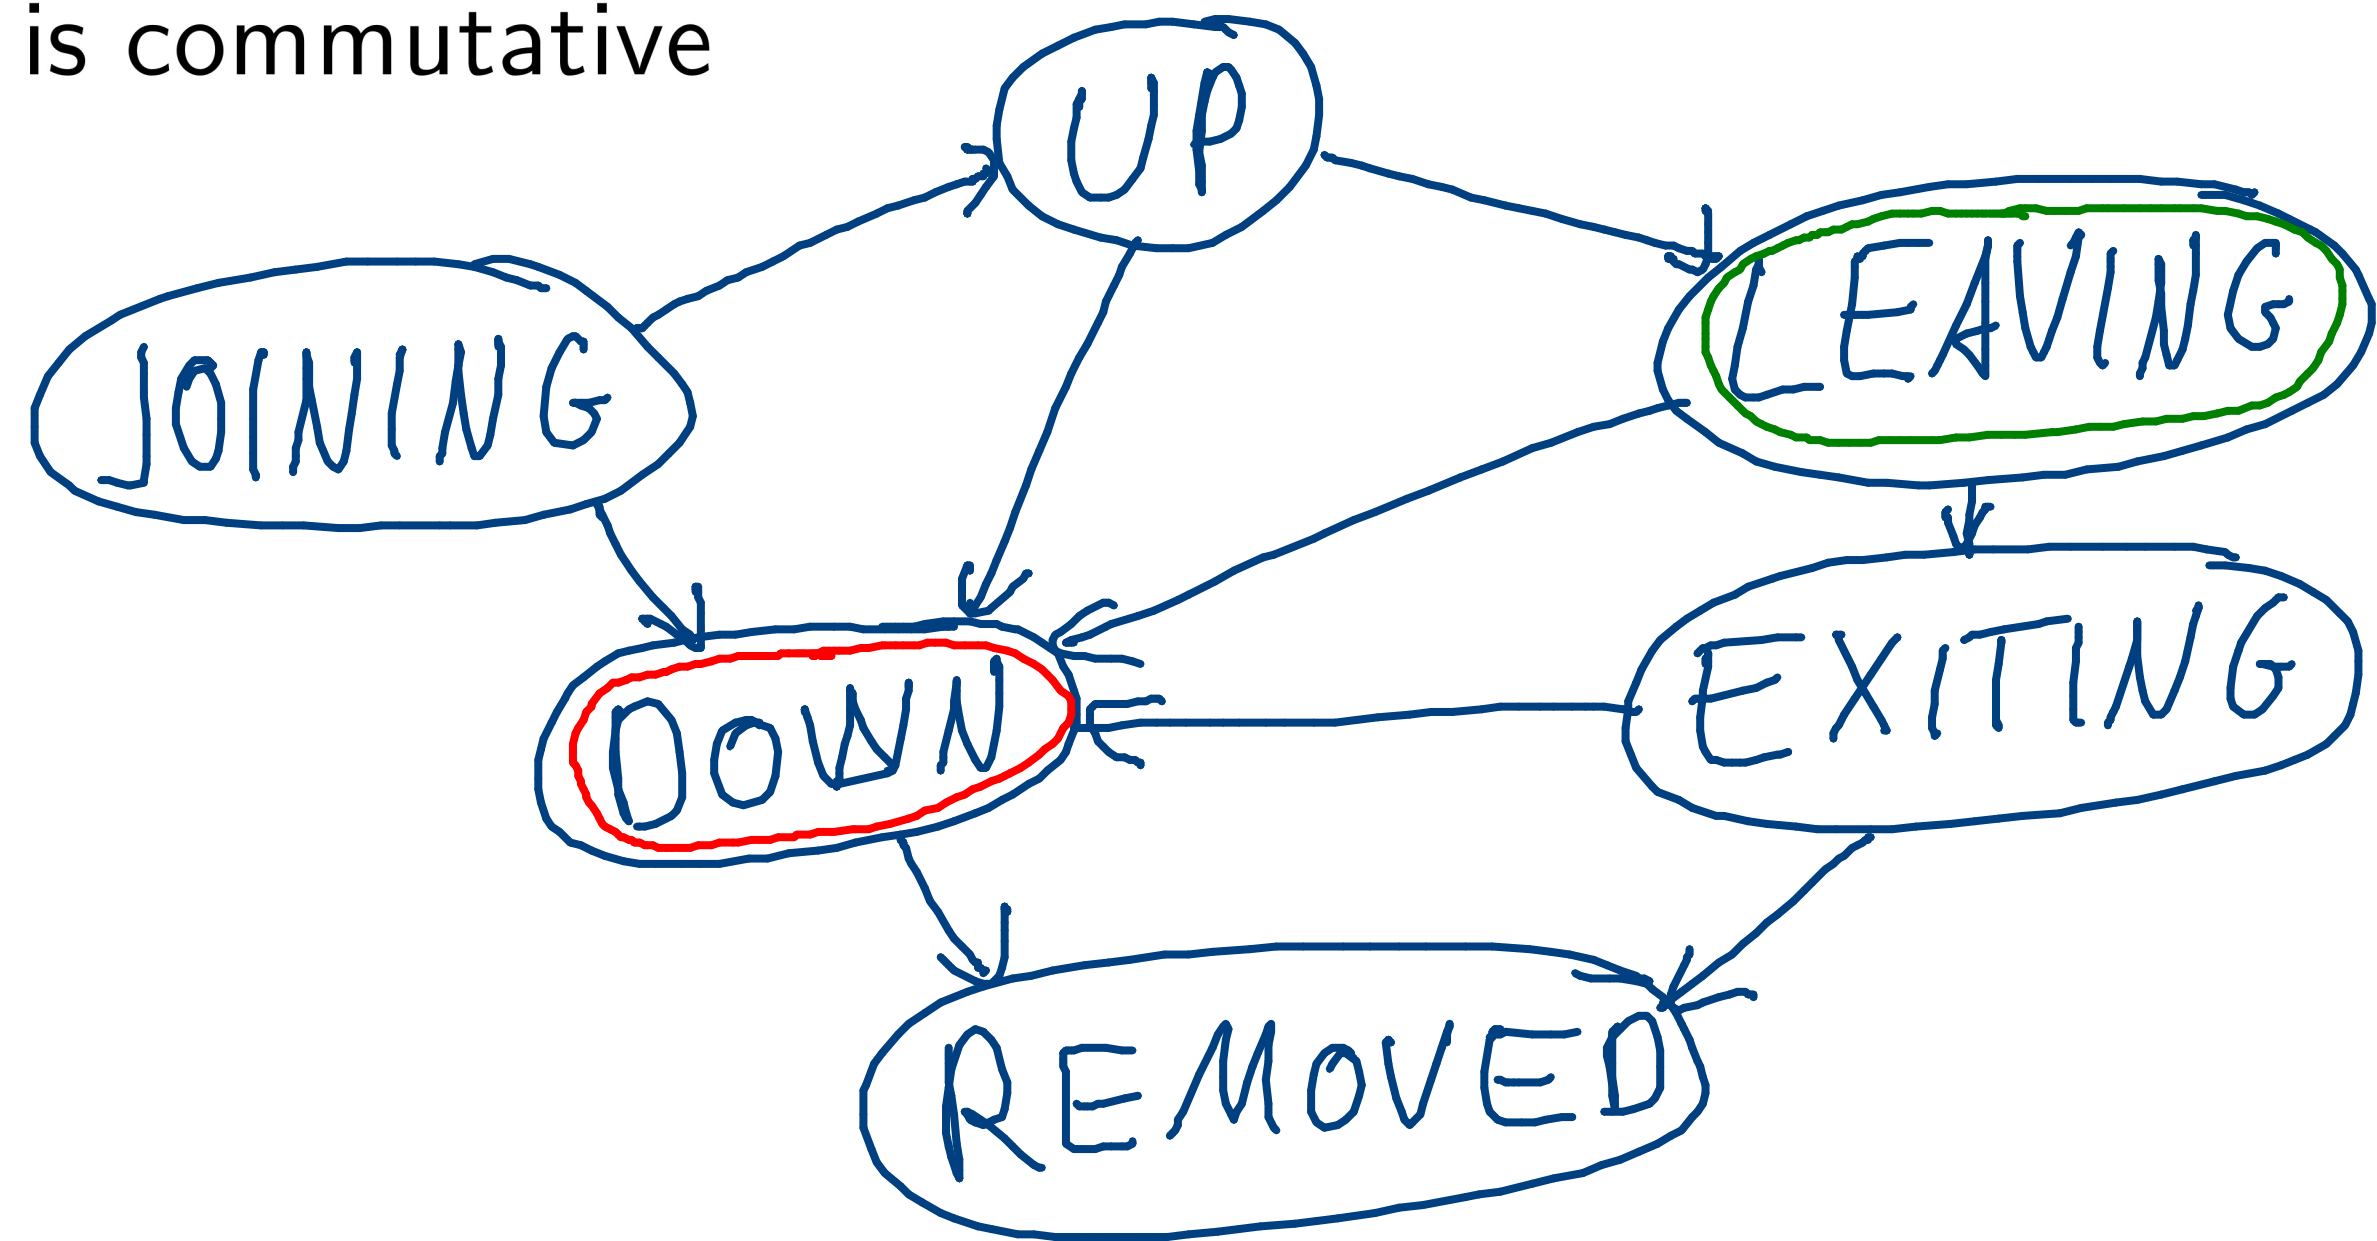 is commutative
UP
LEAVING
JOINING
EXITING
DOWN
REMOVED